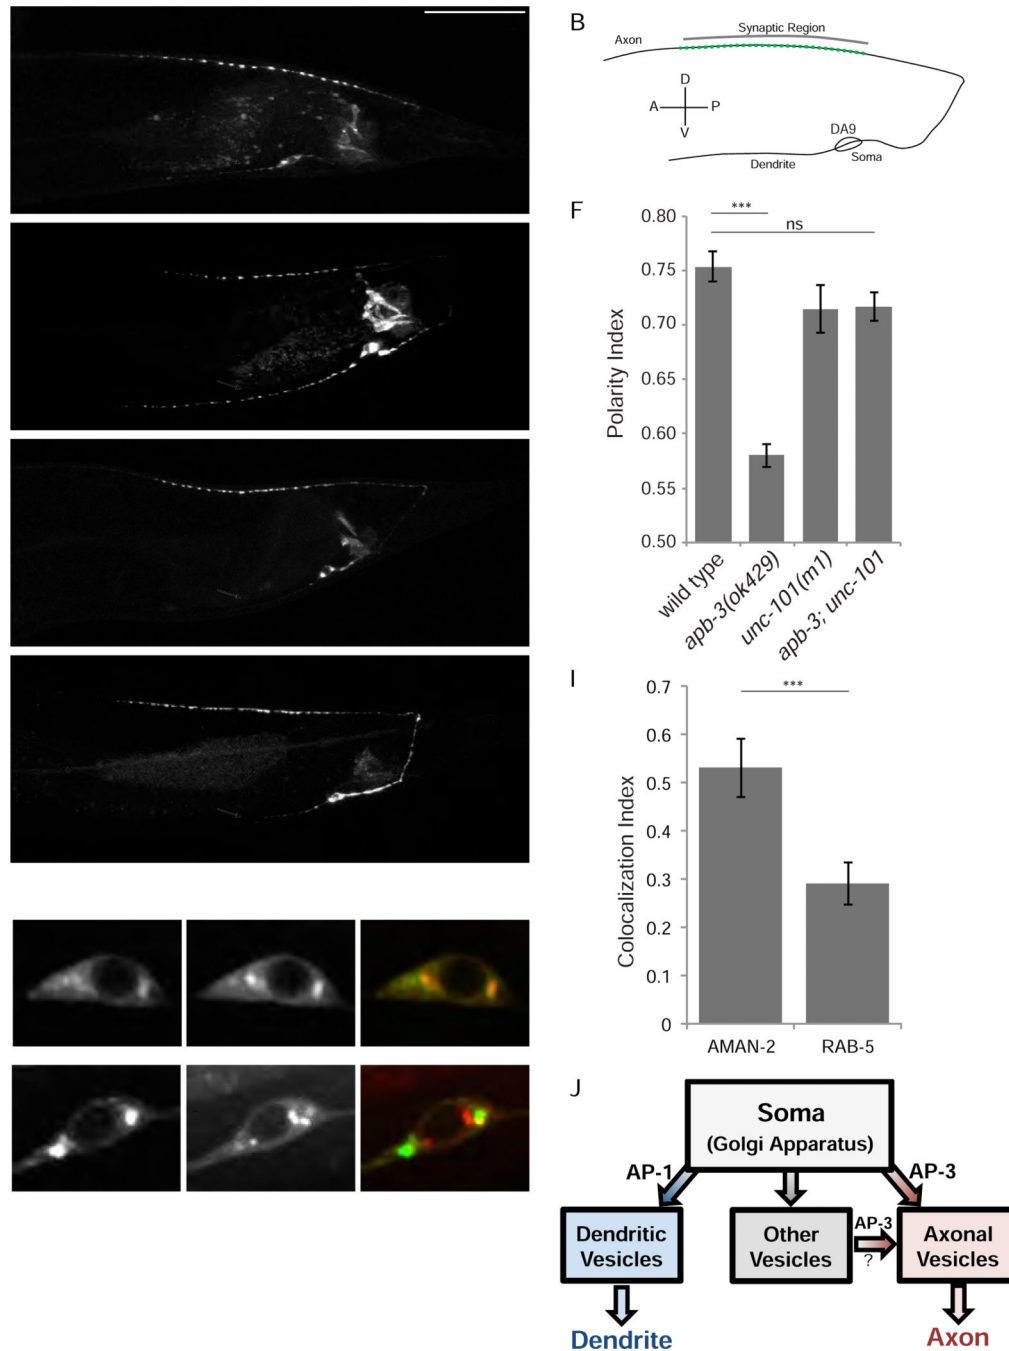 B
Synaptic Region
Axon
D
A
P
V
DA9
Dendrite
Soma
F
***
ns
0.80
0.75
0.70
0.65
0.60
0.55
0.50
Polarity Index
wild type
apb-3(ok429)
unc-101(m1)
apb-3; unc-101
I
***
0.7
0.6
0.5
0.4
0.3
0.2
0.1
0
Colocalization Index
AMAN-2
RAB-5
J
Soma
(Golgi Apparatus)
AP-1
AP-3
Dendritic
Vesicles
Other
Vesicles
AP-3
?
Axonal
Vesicles
Dendrite
Axon